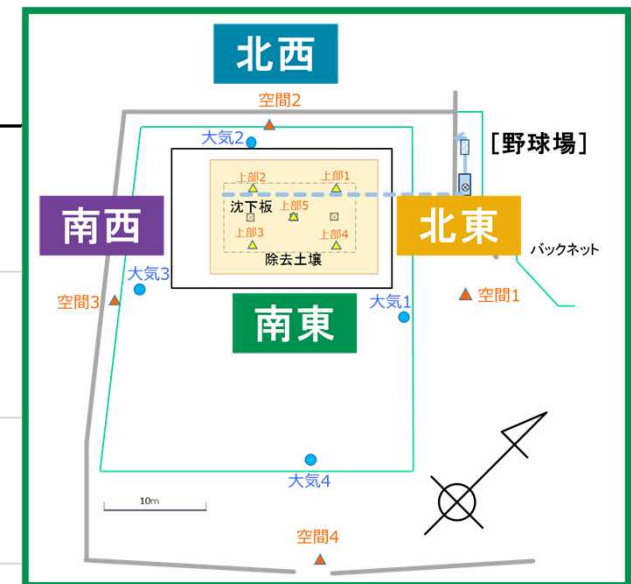 北西
空間2
大気2
[野球場]
上部2
上部1
沈下板
上部5
南西
北東
上部3
上部4
バックネット
除去土壌
大気3
空間3
南東
大気1
空間1
大気4
10m
空間4